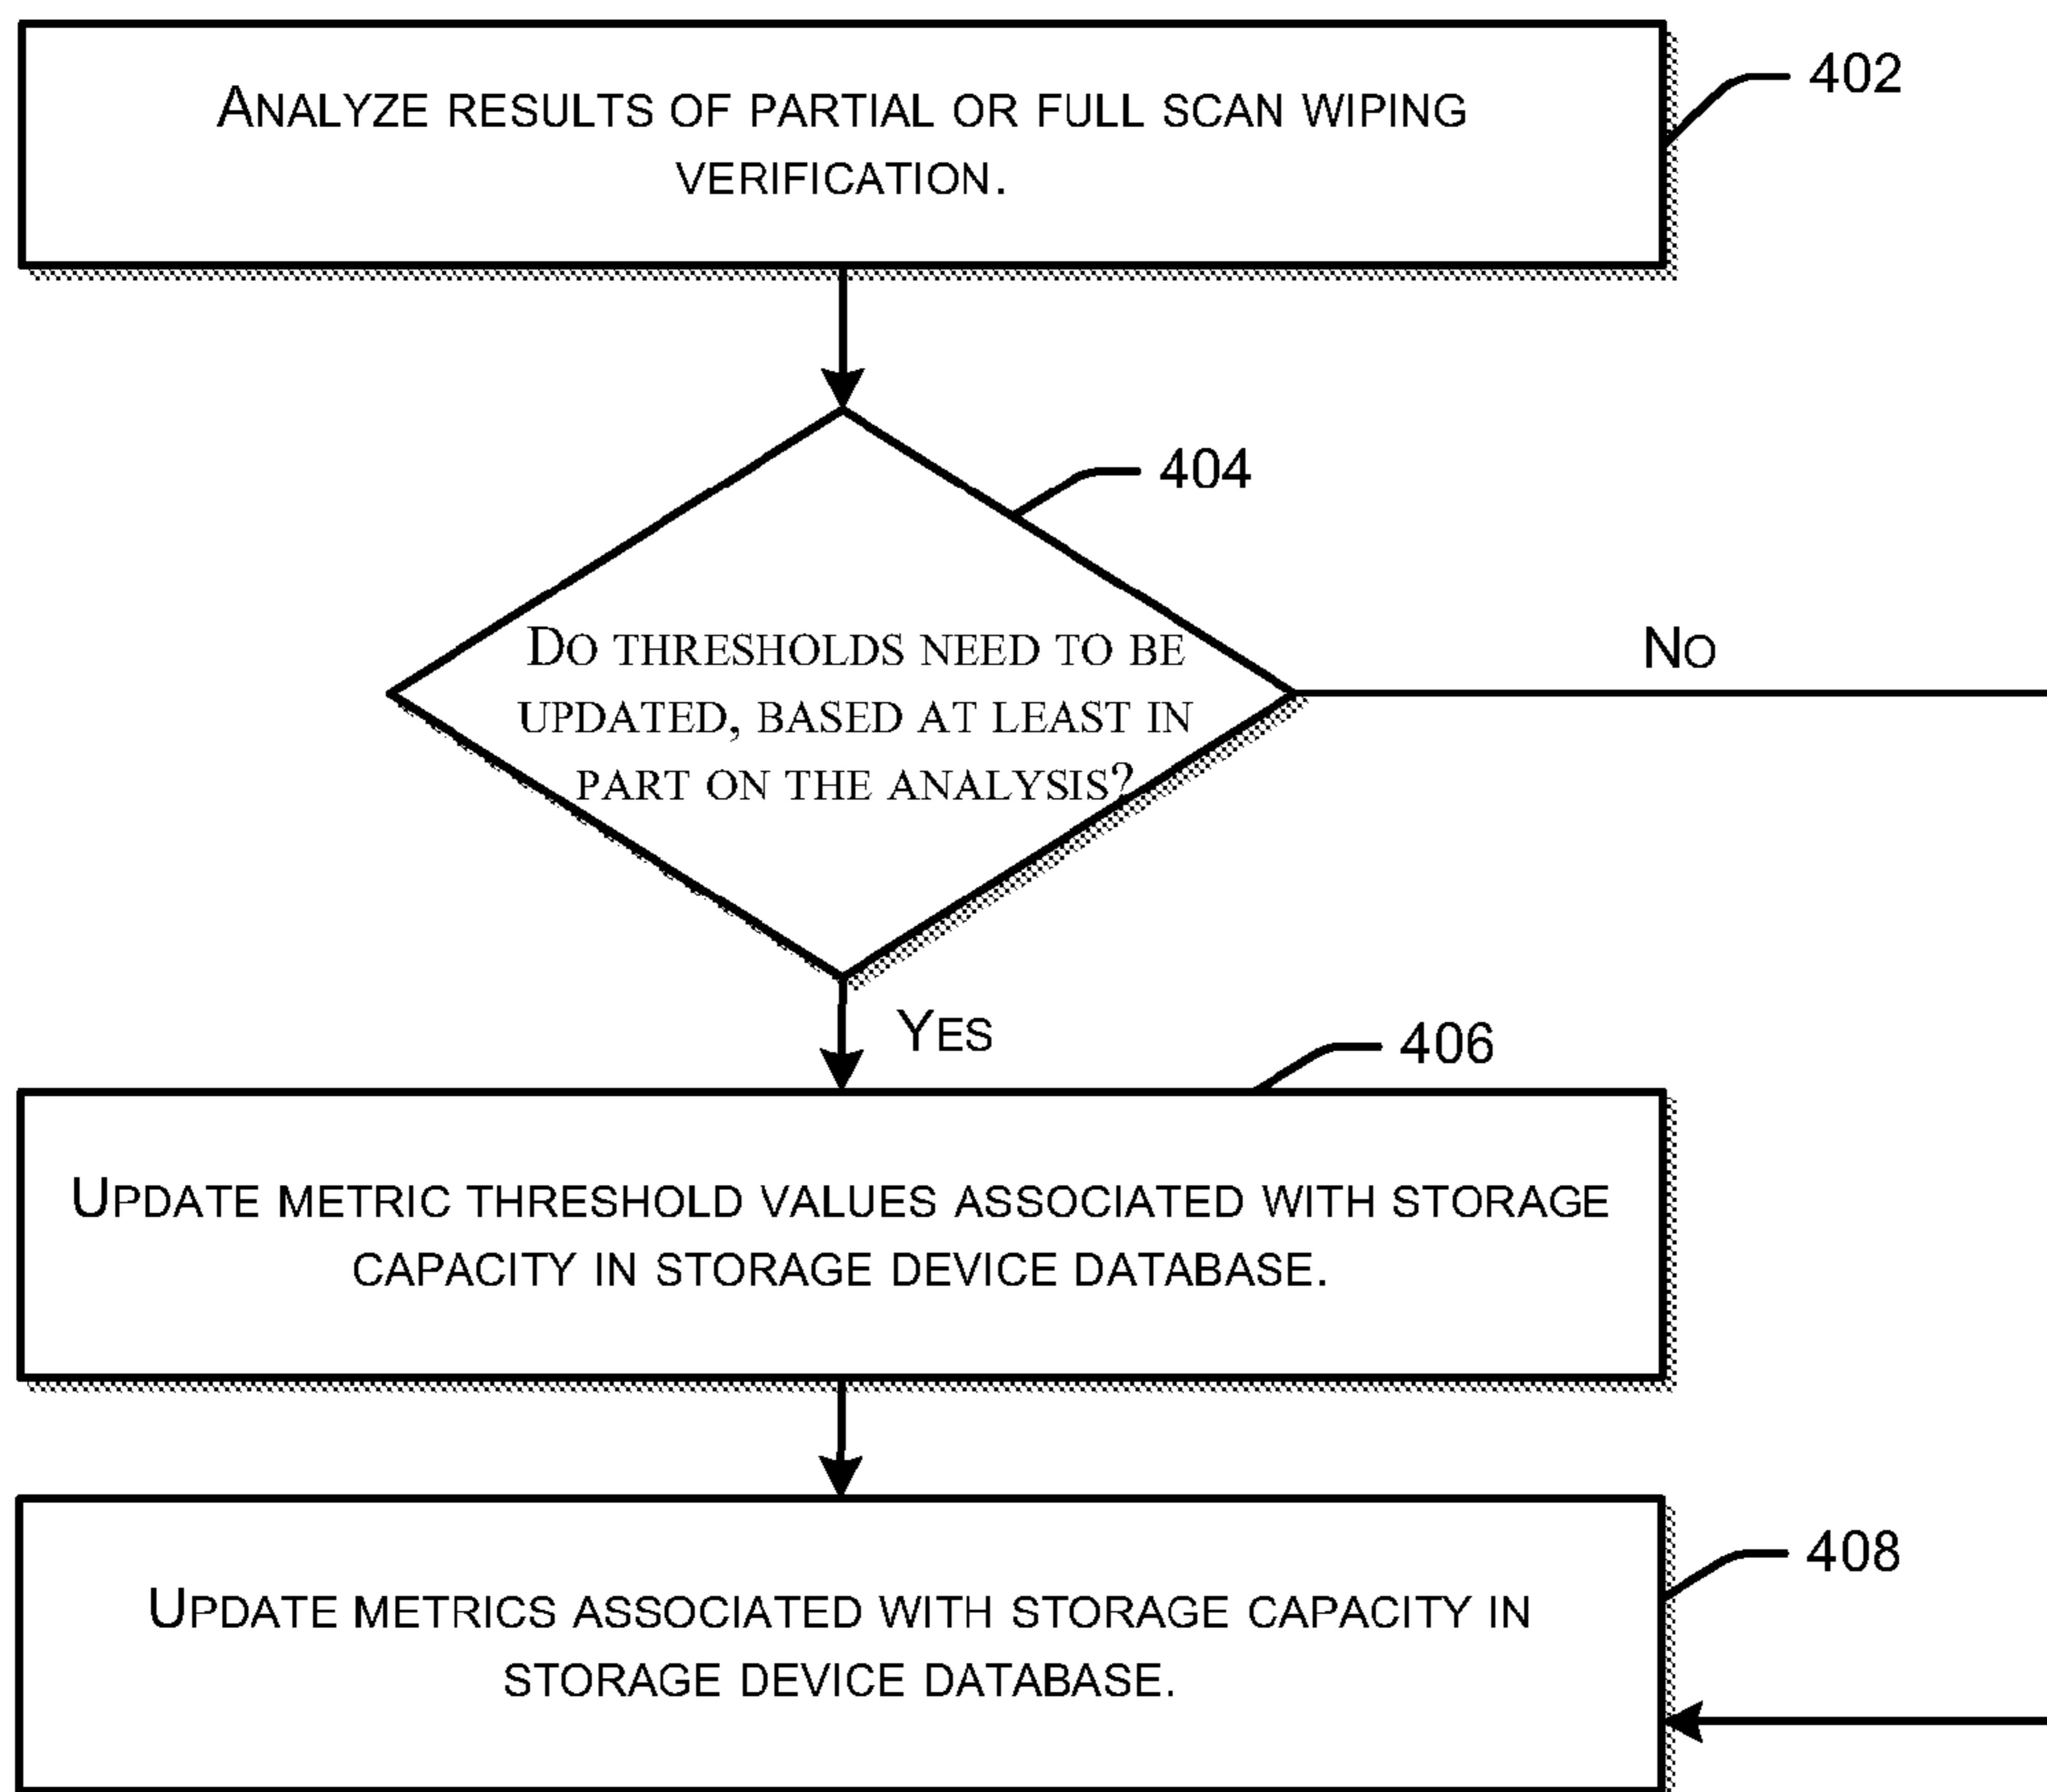 ANALYZE RESULTS OF PARTIAL OR FULL SCAN WIPING
VERIFICATION.
402
404
DO THRESHOLDS NEED TO BE
UPDATED, BASED AT LEAST IN
PART ON THE ANALYSIS?
NO
YES
406
UPDATE METRIC THRESHOLD VALUES ASSOCIATED WITH STORAGE
CAPACITY IN STORAGE DEVICE DATABASE.
408
UPDATE METRICS ASSOCIATED WITH STORAGE CAPACITY IN
STORAGE DEVICE DATABASE.